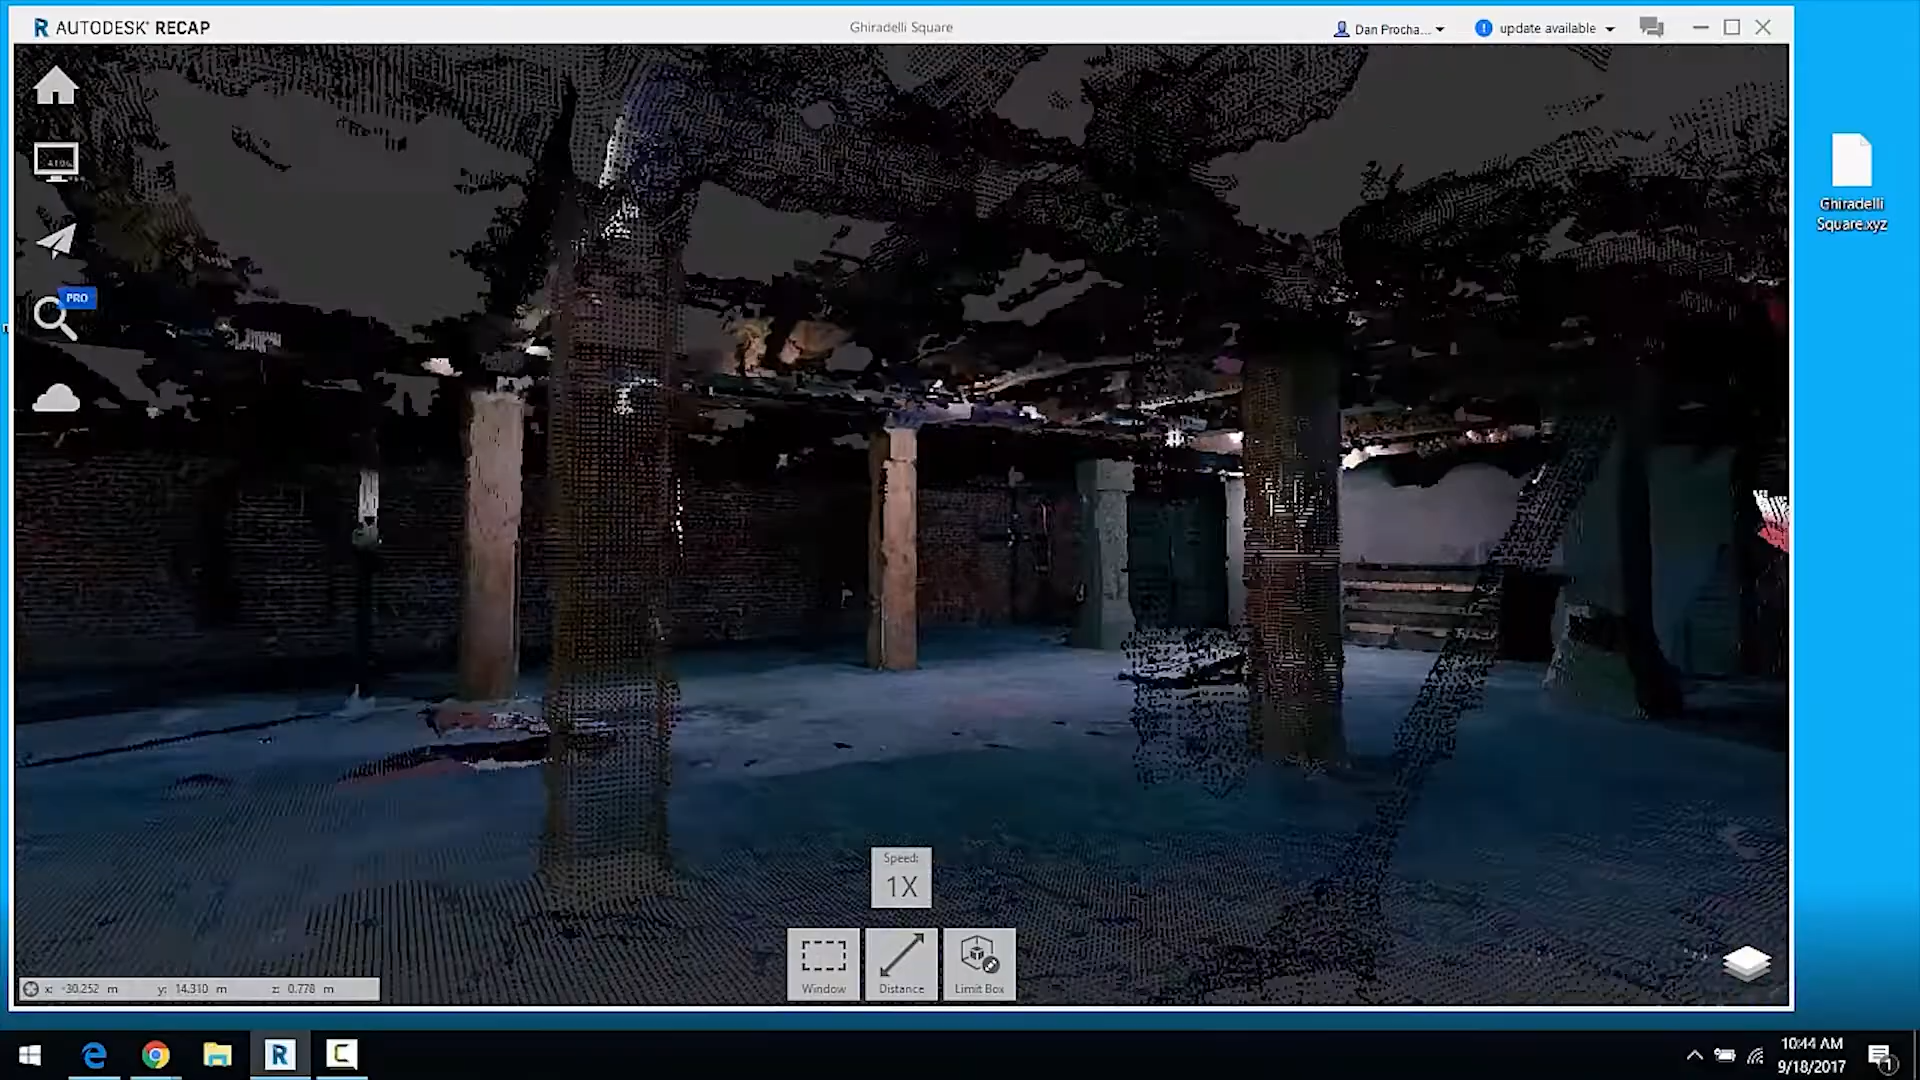 AUTODESK® RECAP
Ghiradelli Square
Dan Procha...
update available
PRO
Ghiradelli
Square.xyz
Speed:
1X
Window
Distance
Limit Box
x: -30.252 m y: 14.310 m z: 0.778 m
10:44 AM
9/18/2017
1